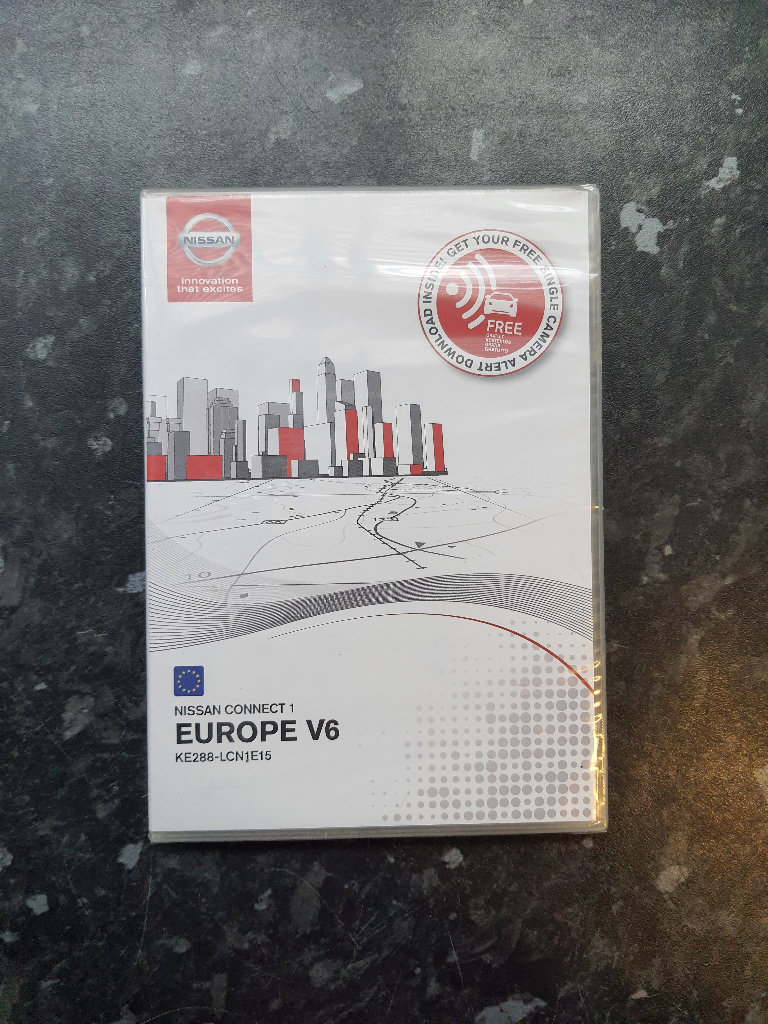 NISSAN
Innovation
that excites
DOWNLOAD INSIDE! GET YOUR FREE SINGLE CAMERA ALERT
FREE
GRATUITO
NISSAN CONNECT 1
EUROPE V6
KE288-LCN1E15